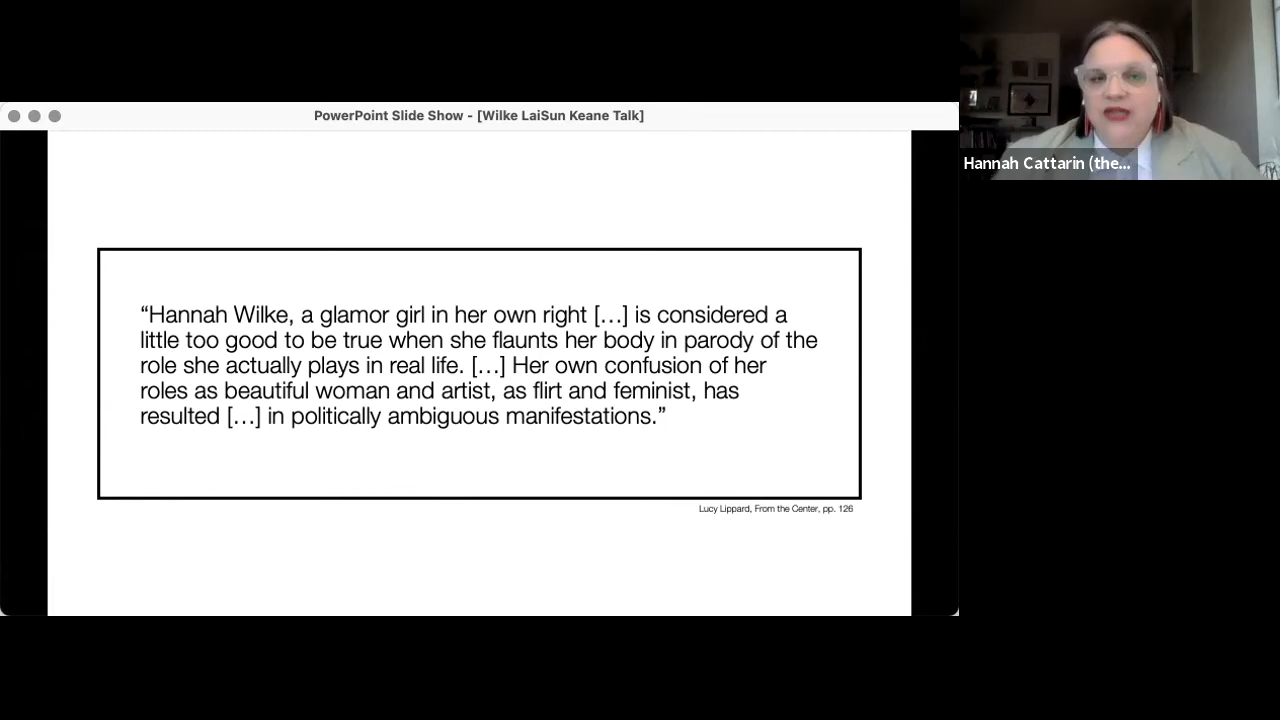 PowerPoint Slide Show - [Wilke LaiSun Keane Talk]
“Hannah Wilke, a glamor girl in her own right […] is considered a
little too good to be true when she flaunts her body in parody of the
role she actually plays in real life. […] Her own confusion of her
roles as beautiful woman and artist, as flirt and feminist, has
resulted […] in politically ambiguous manifestations.”
Lucy Lippard, From the Center, pp. 126
Hannah Cattarin (the...